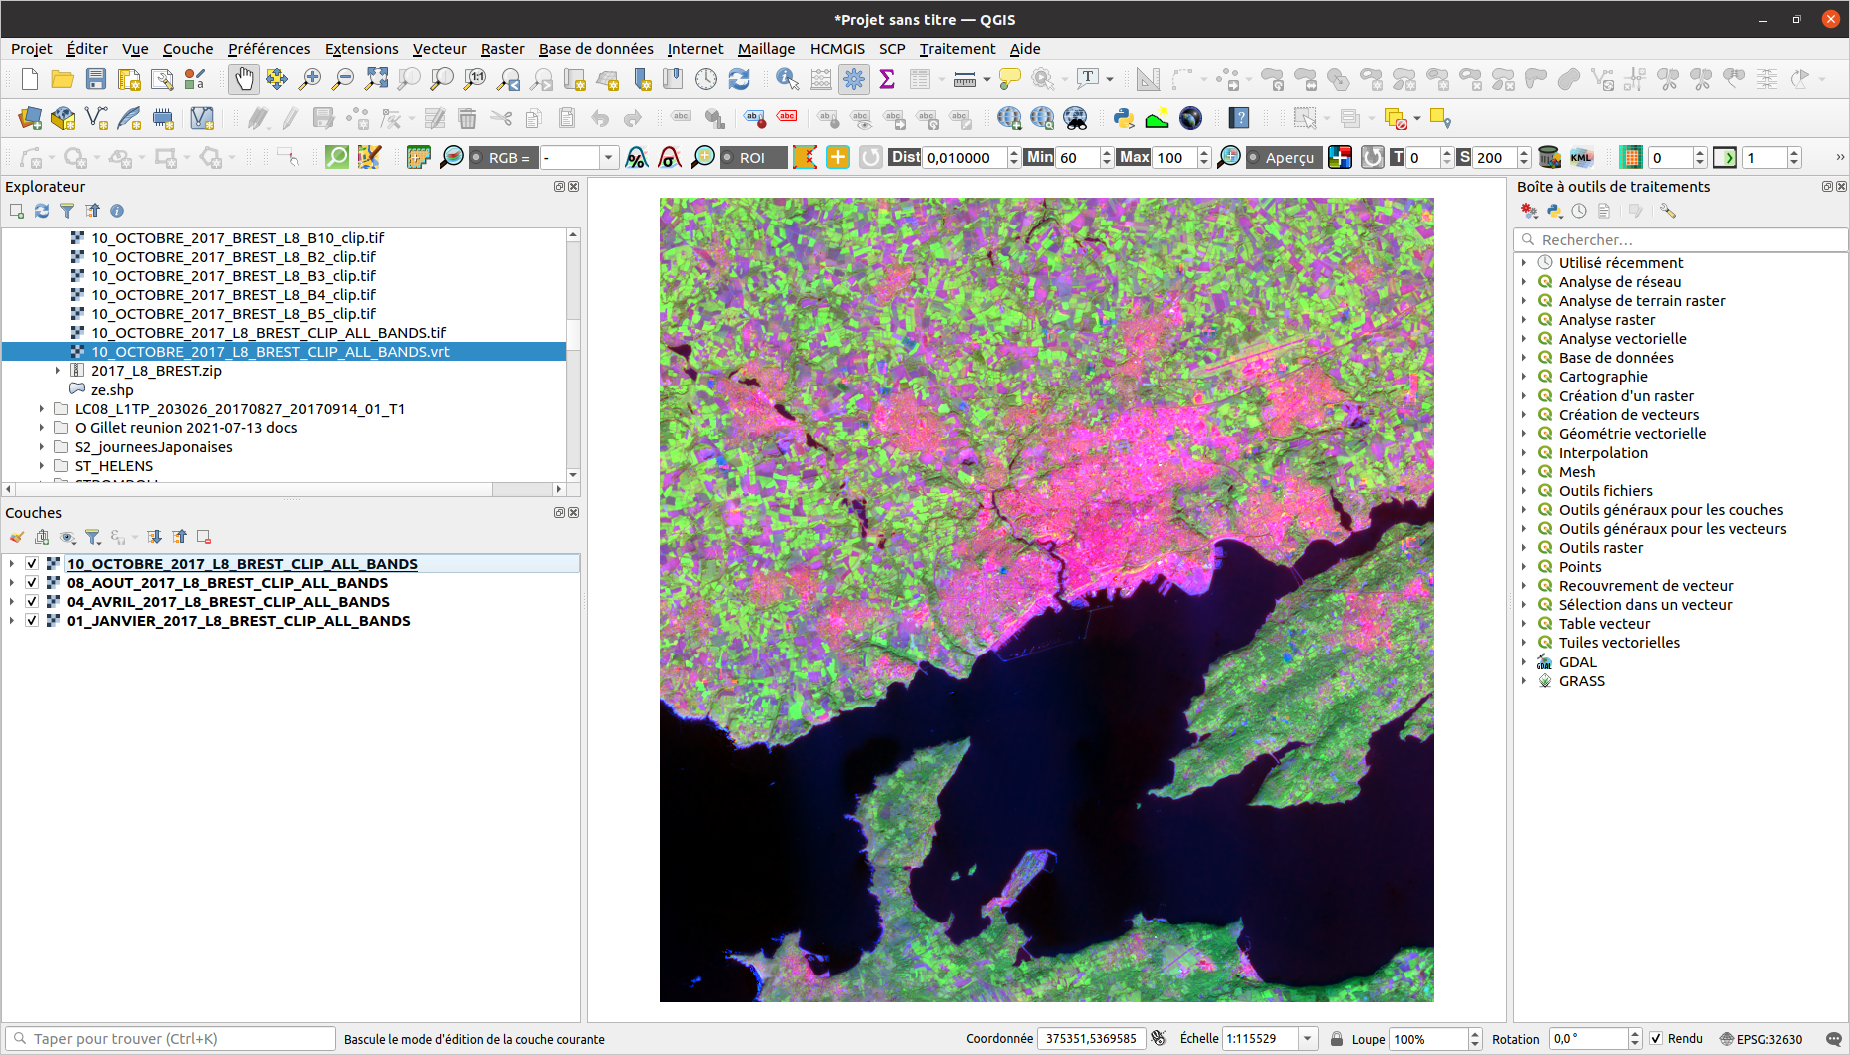 *Projet sans titre — QGIS
Projet Éditer Vue Couche Préférences Extensions Vecteur Raster Base de données Internet Maillage HCMGIS SCP Traitement Aide
RGB = - ROI Dist 0,010000 Min 60 Max 100 Aperçu T 0 S 200 KML 0 1
Explorateur
10_OCTOBRE_2017_BREST_L8_B10_clip.tif
10_OCTOBRE_2017_BREST_L8_B2_clip.tif
10_OCTOBRE_2017_BREST_L8_B3_clip.tif
10_OCTOBRE_2017_BREST_L8_B4_clip.tif
10_OCTOBRE_2017_BREST_L8_B5_clip.tif
10_OCTOBRE_2017_L8_BREST_CLIP_ALL_BANDS.tif
10_OCTOBRE_2017_L8_BREST_CLIP_ALL_BANDS.vrt
2017_L8_BREST.zip
ze.shp
LC08_L1TP_203026_20170827_20170914_01_T1
O Gillet reunion 2021-07-13 docs
S2_journeesJaponaises
ST_HELENS
Couches
10_OCTOBRE_2017_L8_BREST_CLIP_ALL_BANDS
08_AOUT_2017_L8_BREST_CLIP_ALL_BANDS
04_AVRIL_2017_L8_BREST_CLIP_ALL_BANDS
01_JANVIER_2017_L8_BREST_CLIP_ALL_BANDS
Boîte à outils de traitements
Rechercher…
Utilisé récemment
Analyse de réseau
Analyse de terrain raster
Analyse raster
Analyse vectorielle
Base de données
Cartographie
Création d'un raster
Création de vecteurs
Géométrie vectorielle
Interpolation
Mesh
Outils fichiers
Outils généraux pour les couches
Outils généraux pour les vecteurs
Outils raster
Points
Recouvrement de vecteur
Sélection dans un vecteur
Table vecteur
Tuiles vectorielles
GDAL
GRASS
Taper pour trouver (Ctrl+K) Bascule le mode d'édition de la couche courante Coordonnée 375351,5369585 Échelle 1:115529 Loupe 100% Rotation 0,0 ° Rendu EPSG:32630